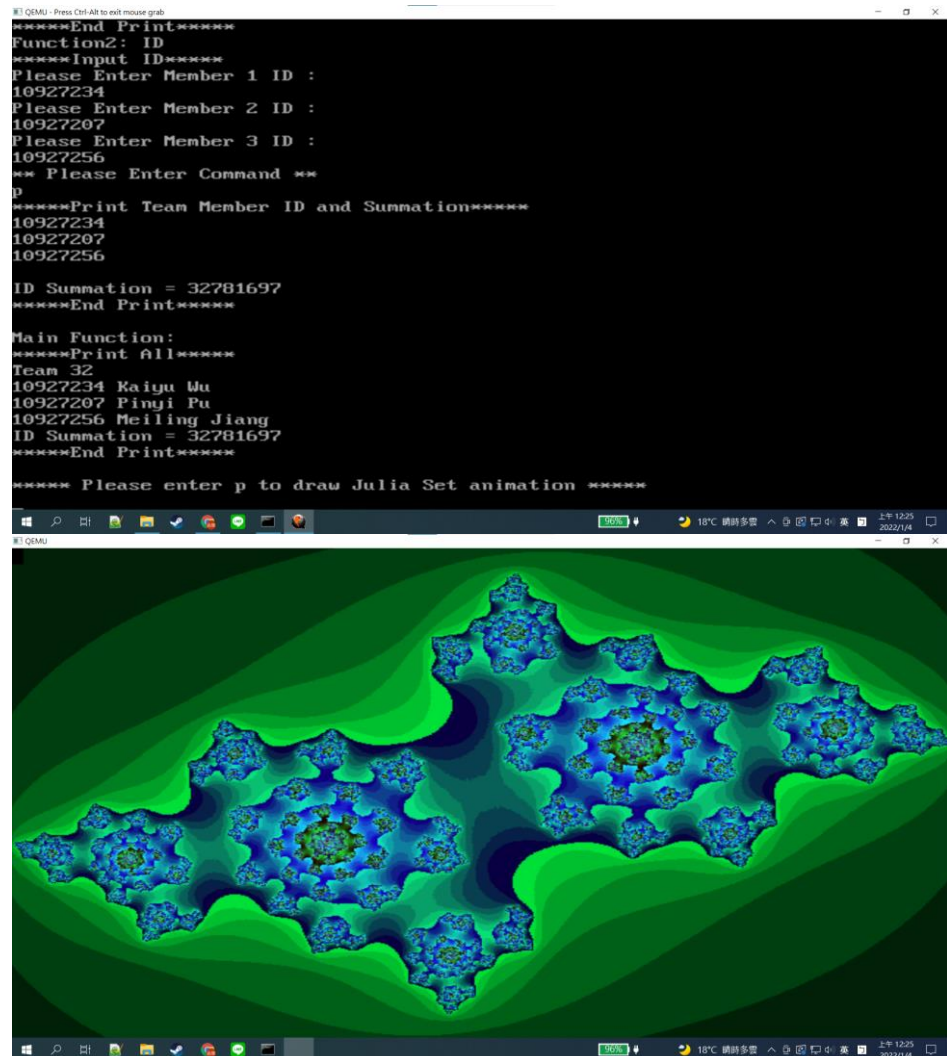 QEMU - Press Ctrl-Alt to exit mouse grab
*****End Print*****
Function2: ID
*****Input ID*****
Please Enter Member 1 ID :
10927234
Please Enter Member 2 ID :
10927207
Please Enter Member 3 ID :
10927256
** Please Enter Command **
p
*****Print Team Member ID and Summation*****
10927234
10927207
10927256
ID Summation = 32781697
*****End Print*****
Main Function:
*****Print All*****
Team 32
10927234 Kaiyu Wu
10927207 Pinyi Pu
10927256 Meiling Jiang
ID Summation = 32781697
*****End Print*****
***** Please enter p to draw Julia Set animation *****
96% 18°C 晴時多雲 英 上午 12:25
2022/1/4
QEMU
96% 18°C 晴時多雲 英 上午 12:25
2022/1/4